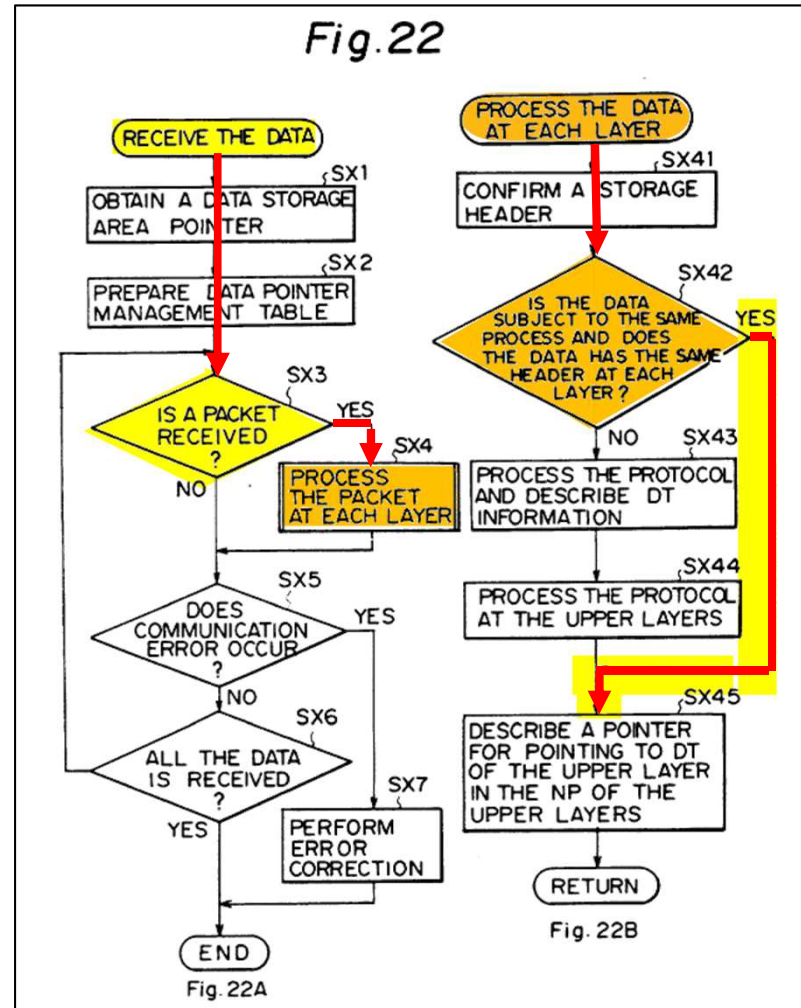 Fig.22
RECEIVE THE DATA
SX1
OBTAIN A DATA STORAGE
AREA POINTER
SX2
PREPARE DATA POINTER
MANAGEMENT TABLE
SX3
IS A PACKET
RECEIVED
?
YES
NO
SX4
PROCESS
THE PACKET
AT EACH LAYER
SX5
DOES
COMMUNICATION
ERROR OCCUR
?
YES
NO
SX6
ALL THE DATA
IS RECEIVED
?
YES
SX7
PERFORM
ERROR
CORRECTION
END
Fig.22A
PROCESS THE DATA
AT EACH LAYER
SX41
CONFIRM A STORAGE
HEADER
SX42
IS THE DATA
SUBJECT TO THE SAME
PROCESS AND DOES
THE DATA HAS THE SAME
HEADER AT EACH
LAYER ?
YES
NO
SX43
PROCESS THE PROTOCOL
AND DESCRIBE DT
INFORMATION
SX44
PROCESS THE PROTOCOL
AT THE UPPER LAYERS
SX45
DESCRIBE A POINTER
FOR POINTING TO DT
OF THE UPPER LAYER
IN THE NP OF THE
UPPER LAYERS
RETURN
Fig.22B